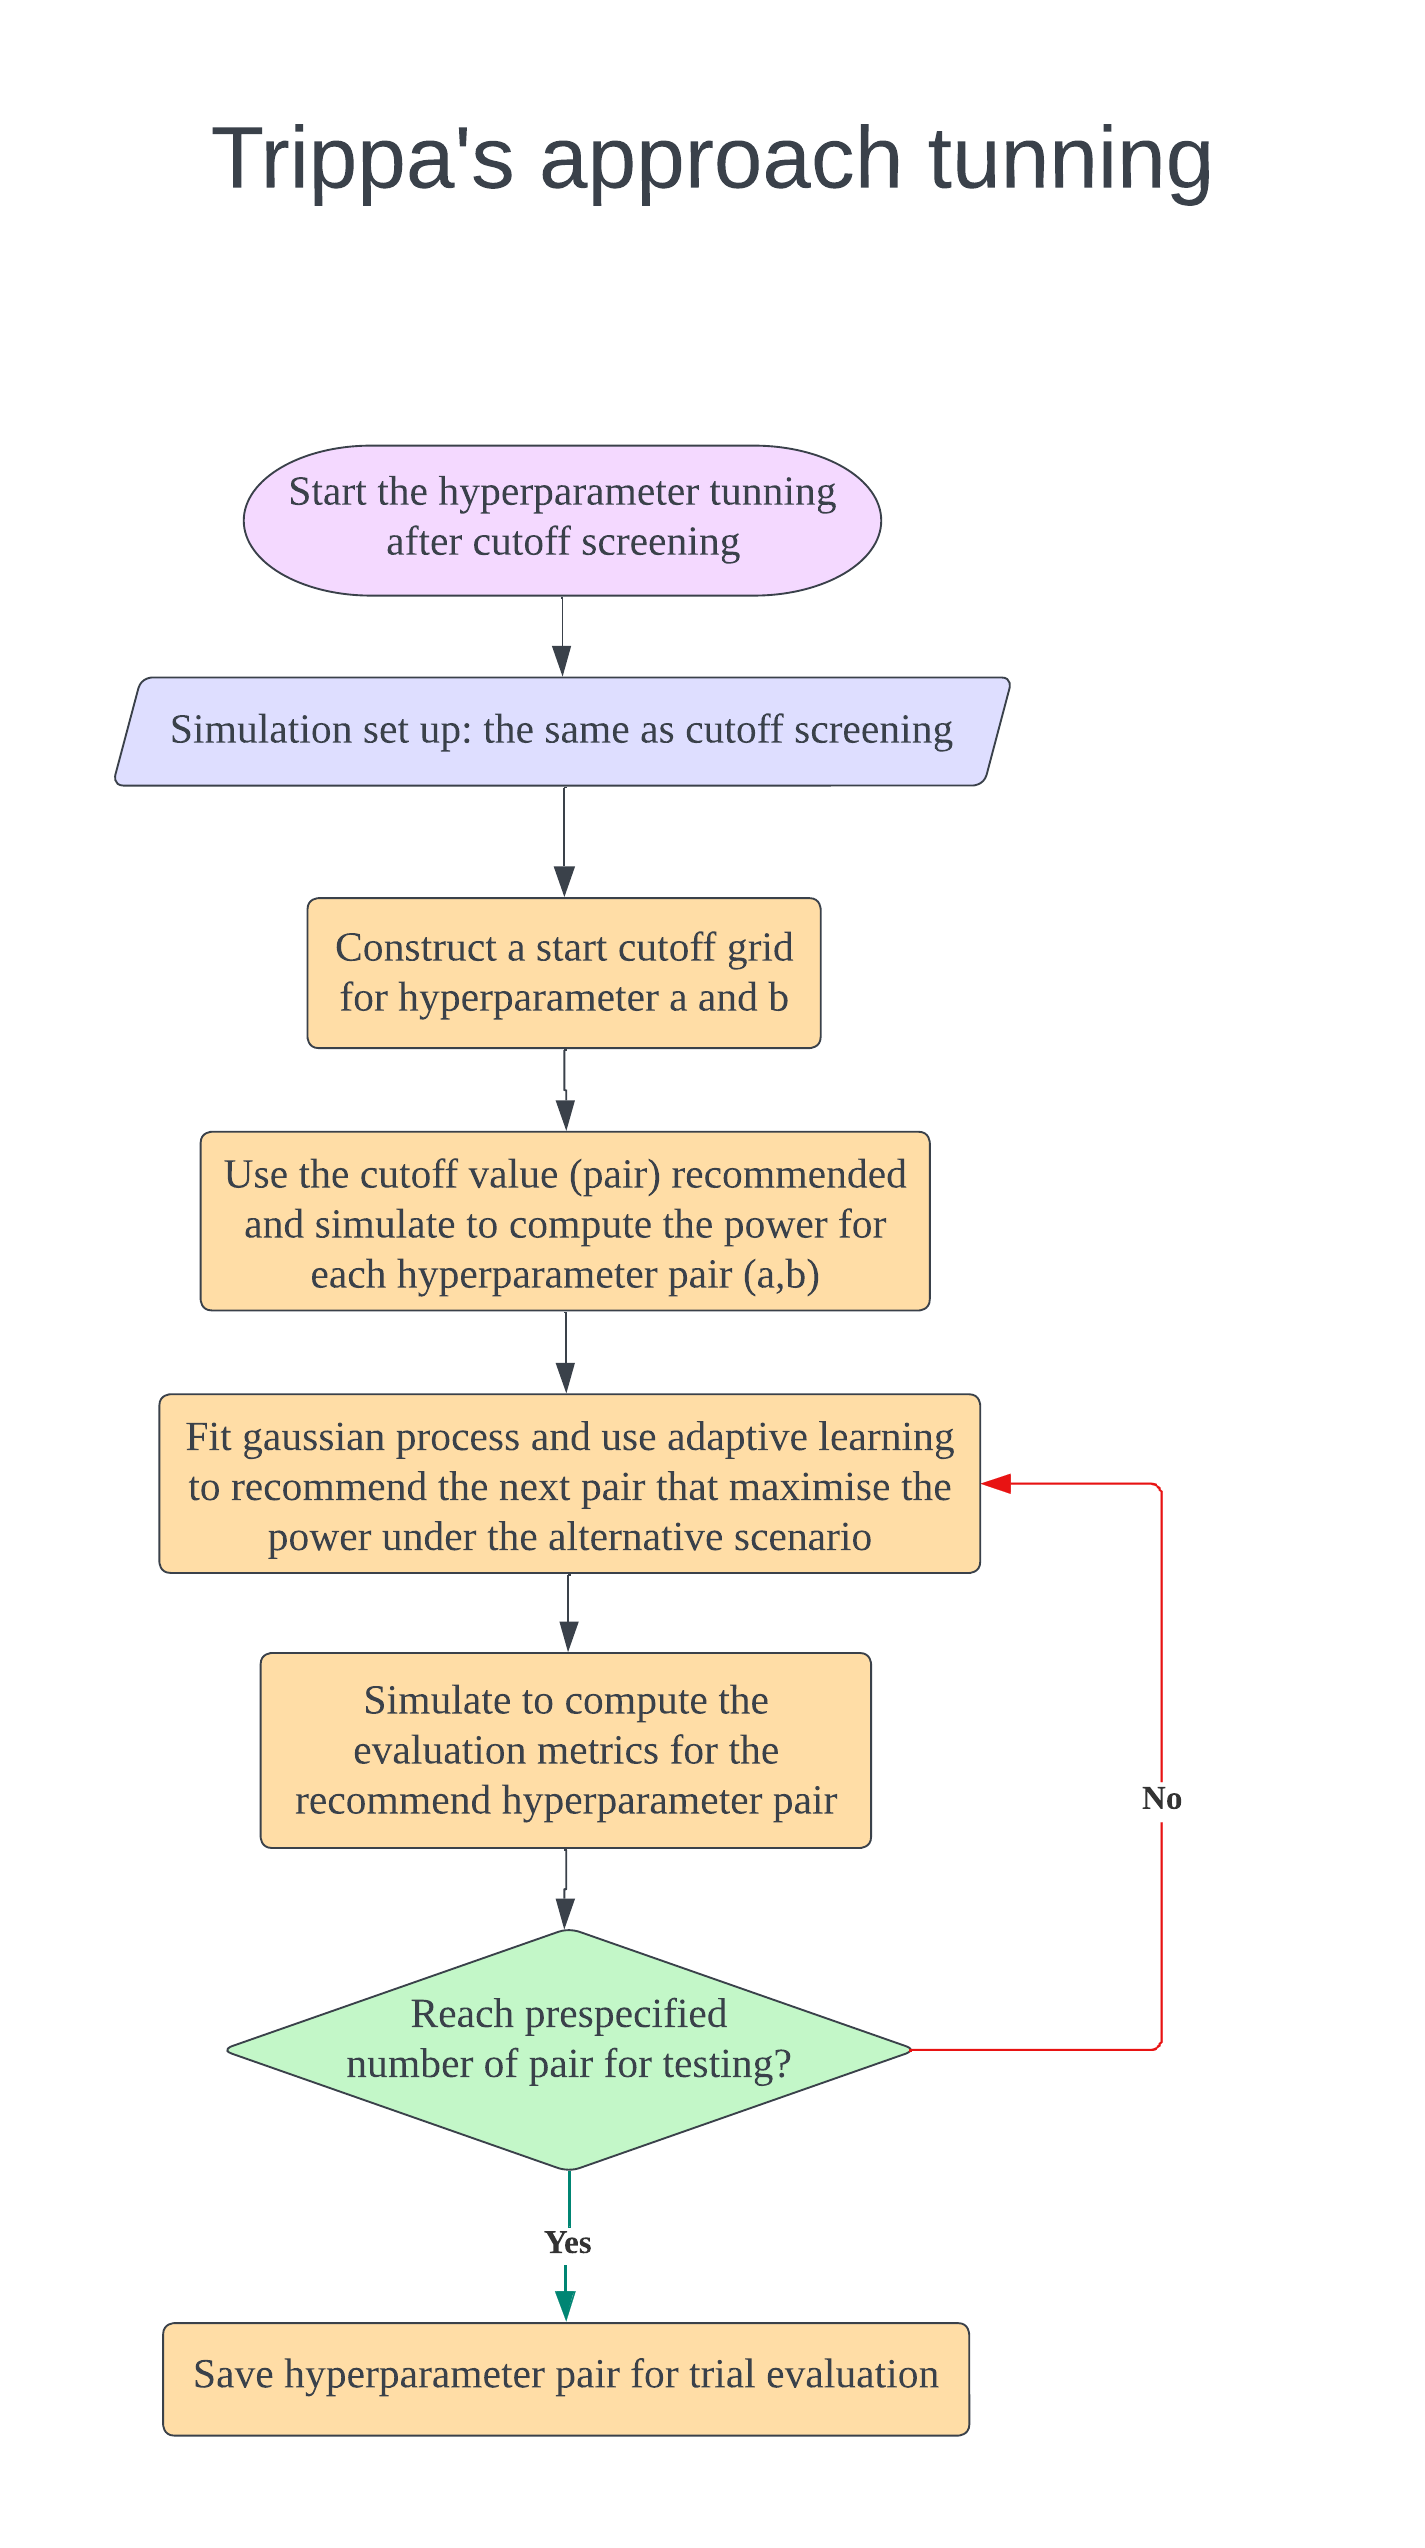 Trippa's approach tunning
Start the hyperparameter tunning
after cutoff screening
Simulation set up: the same as cutoff screening
Construct a start cutoff grid
for hyperparameter a and b
Use the cutoff value (pair) recommended
and simulate to compute the power for
each hyperparameter pair (a,b)
Fit gaussian process and use adaptive learning
to recommend the next pair that maximise the
power under the alternative scenario
Simulate to compute the
evaluation metrics for the
recommend hyperparameter pair
No
Reach prespecified
number of pair for testing?
Yes
Save hyperparameter pair for trial evaluation